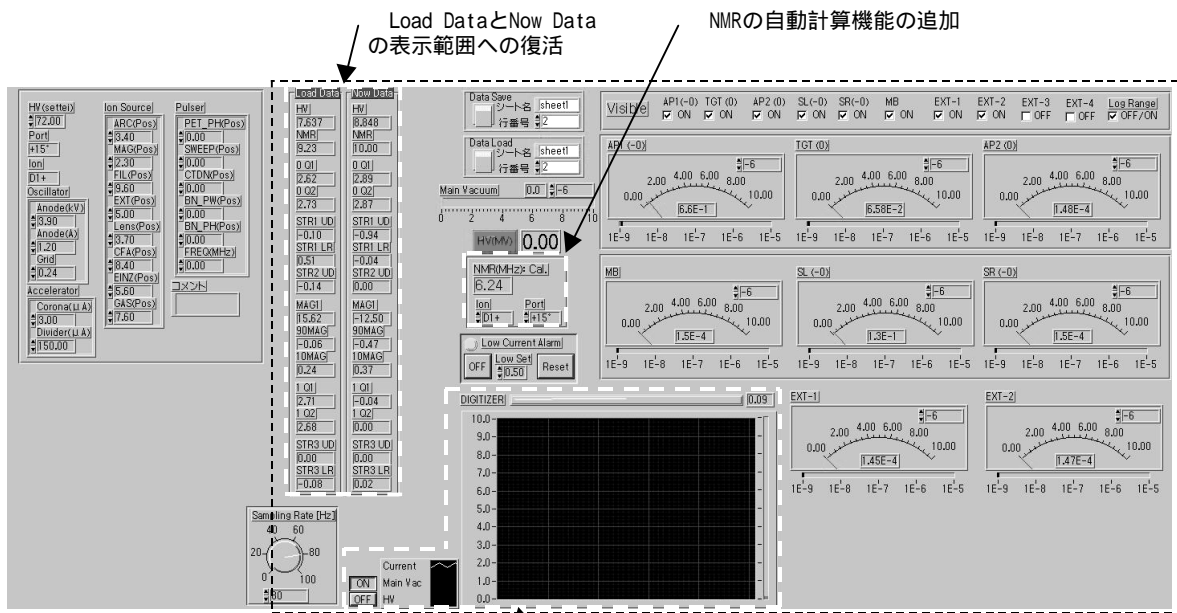 Load DataとNow Data
の表示範囲への復活
NMRの自動計算機能の追加
HV(settei)
72.00
Port
+15°
Ion
D1+
Oscillator
Anode(kV)
3.90
Anode(A)
1.20
Grid
0.24
Accelerator
Corona(μA)
3.00
Divider(μA)
150.00
Ion Source
ARC(Pos)
3.40
MAG(Pos)
2.30
FIL(Pos)
9.60
EXT(Pos)
5.00
Lens(Pos)
3.70
CFA(Pos)
8.40
EINZ(Pos)
5.60
GAS(Pos)
7.60
Pulser
PET_PH(Pos)
0.00
SWEEP(Pos)
0.00
CTDN(Pos)
0.00
BN_PW(Pos)
0.00
BN_PH(Pos)
0.00
FREQ(MHz)
0.00
コメント
Load Data
HV
7.637
NMR
9.23
0 Q1
2.62
0 Q2
2.73
STR1 UD
-0.10
STR1 LR
0.51
STR2 UD
-0.14
MAG1
15.62
90MAG
-0.06
10MAG
0.24
1 Q1
2.71
1 Q2
2.68
STR3 UD
0.00
STR3 LR
-0.08
Now Data
HV
8.848
NMR
10.00
0 Q1
2.89
0 Q2
2.87
STR1 UD
-0.94
STR1 LR
-0.04
STR2 UD
0.00
MAG1
-12.50
90MAG
-0.47
10MAG
0.37
1 Q1
-0.04
1 Q2
0.00
STR3 UD
0.00
STR3 LR
0.02
Sampling Rate [Hz]
40 60
20 80
0 100
80
Data Save
シート名 sheet1
行番号 2
Data Load
シート名 sheet1
行番号 2
Main Vacuum 0.0 -6
0 2 4 6 8 10
HV(MV) 0.00
NMR(MHz): Cal.
6.24
Ion Port
D1+ +15°
Low Current Alarm
OFF Low Set 0.50 Reset
DIGITIZER 0.09
10.0
9.0
8.0
7.0
6.0
5.0
4.0
3.0
2.0
1.0
0.0
Current
ON Main Vac
OFF HV
Visible AP1(-0) TGT (0) AP2 (0) SL(-0) SR(-0) MB EXT-1 EXT-2 EXT-3 EXT-4 Log Range
ON ON ON ON ON ON ON ON OFF OFF OFF/ON
AP1 (-0)
-6
0.00 2.00 4.00 6.00 8.00 10.00
6.6E-1
1E-9 1E-8 1E-7 1E-6 1E-5
TGT (0)
-6
0.00 2.00 4.00 6.00 8.00 10.00
6.58E-2
1E-9 1E-8 1E-7 1E-6 1E-5
AP2 (0)
-6
0.00 2.00 4.00 6.00 8.00 10.00
1.48E-4
1E-9 1E-8 1E-7 1E-6 1E-5
MB
-6
0.00 2.00 4.00 6.00 8.00 10.00
1.5E-4
1E-9 1E-8 1E-7 1E-6 1E-5
SL (-0)
-6
0.00 2.00 4.00 6.00 8.00 10.00
1.3E-1
1E-9 1E-8 1E-7 1E-6 1E-5
SR (-0)
-6
0.00 2.00 4.00 6.00 8.00 10.00
1.5E-4
1E-9 1E-8 1E-7 1E-6 1E-5
EXT-1
-6
0.00 2.00 4.00 6.00 8.00 10.00
1.45E-4
1E-9 1E-8 1E-7 1E-6 1E-5
EXT-2
-6
0.00 2.00 4.00 6.00 8.00 10.00
1.47E-4
1E-9 1E-8 1E-7 1E-6 1E-5